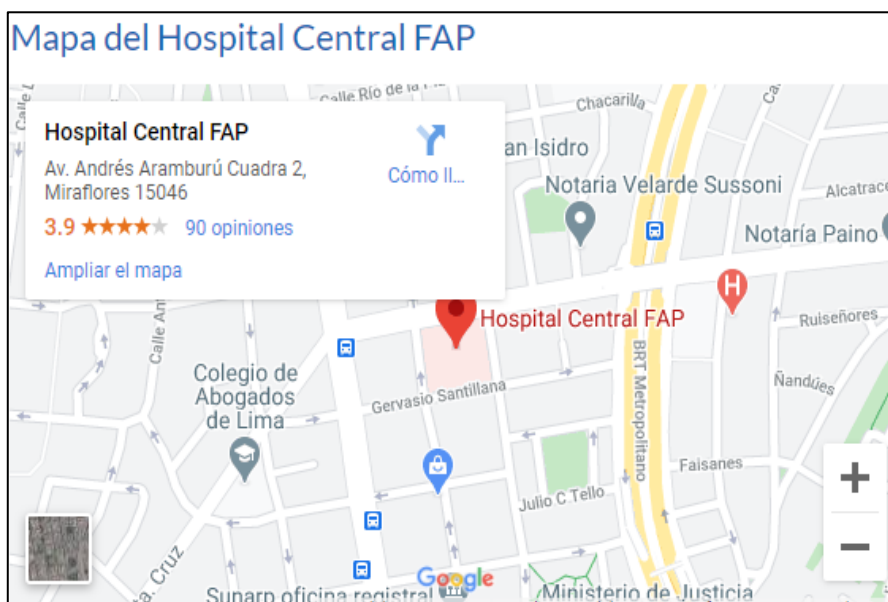 Mapa del Hospital Central FAP
Calle Río de la
Chacarilla
Hospital Central FAP
Av. Andrés Aramburú Cuadra 2,
Miraflores 15046
Cómo ll...
3.9
90 opiniones
Ampliar el mapa
an Isidro
Notaria Velarde Sussoni
Alcatrac
Notaría Paino
H
Hospital Central FAP
Ruiseñores
Calle An
BRT Metropolitano
Colegio de
Abogados
de Lima
Gervasio Santillana
Ñandúes
Faisanes
Julio C Tello
+
−
Cruz
Google
Sunarp oficina registral
Ministerio de Justicia